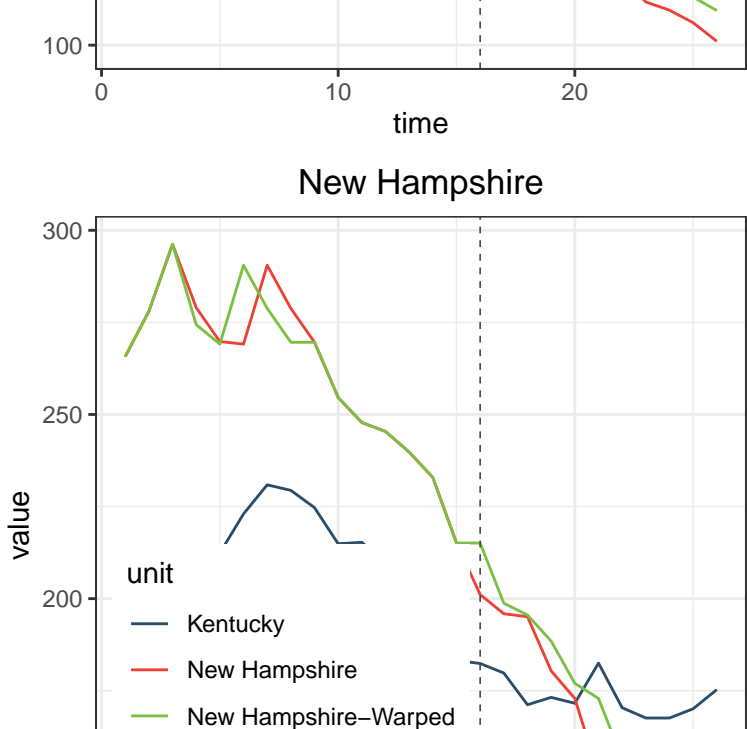 100
0 10 20
time
New Hampshire
300
250
200
value
unit
Kentucky
New Hampshire
New Hampshire−Warped